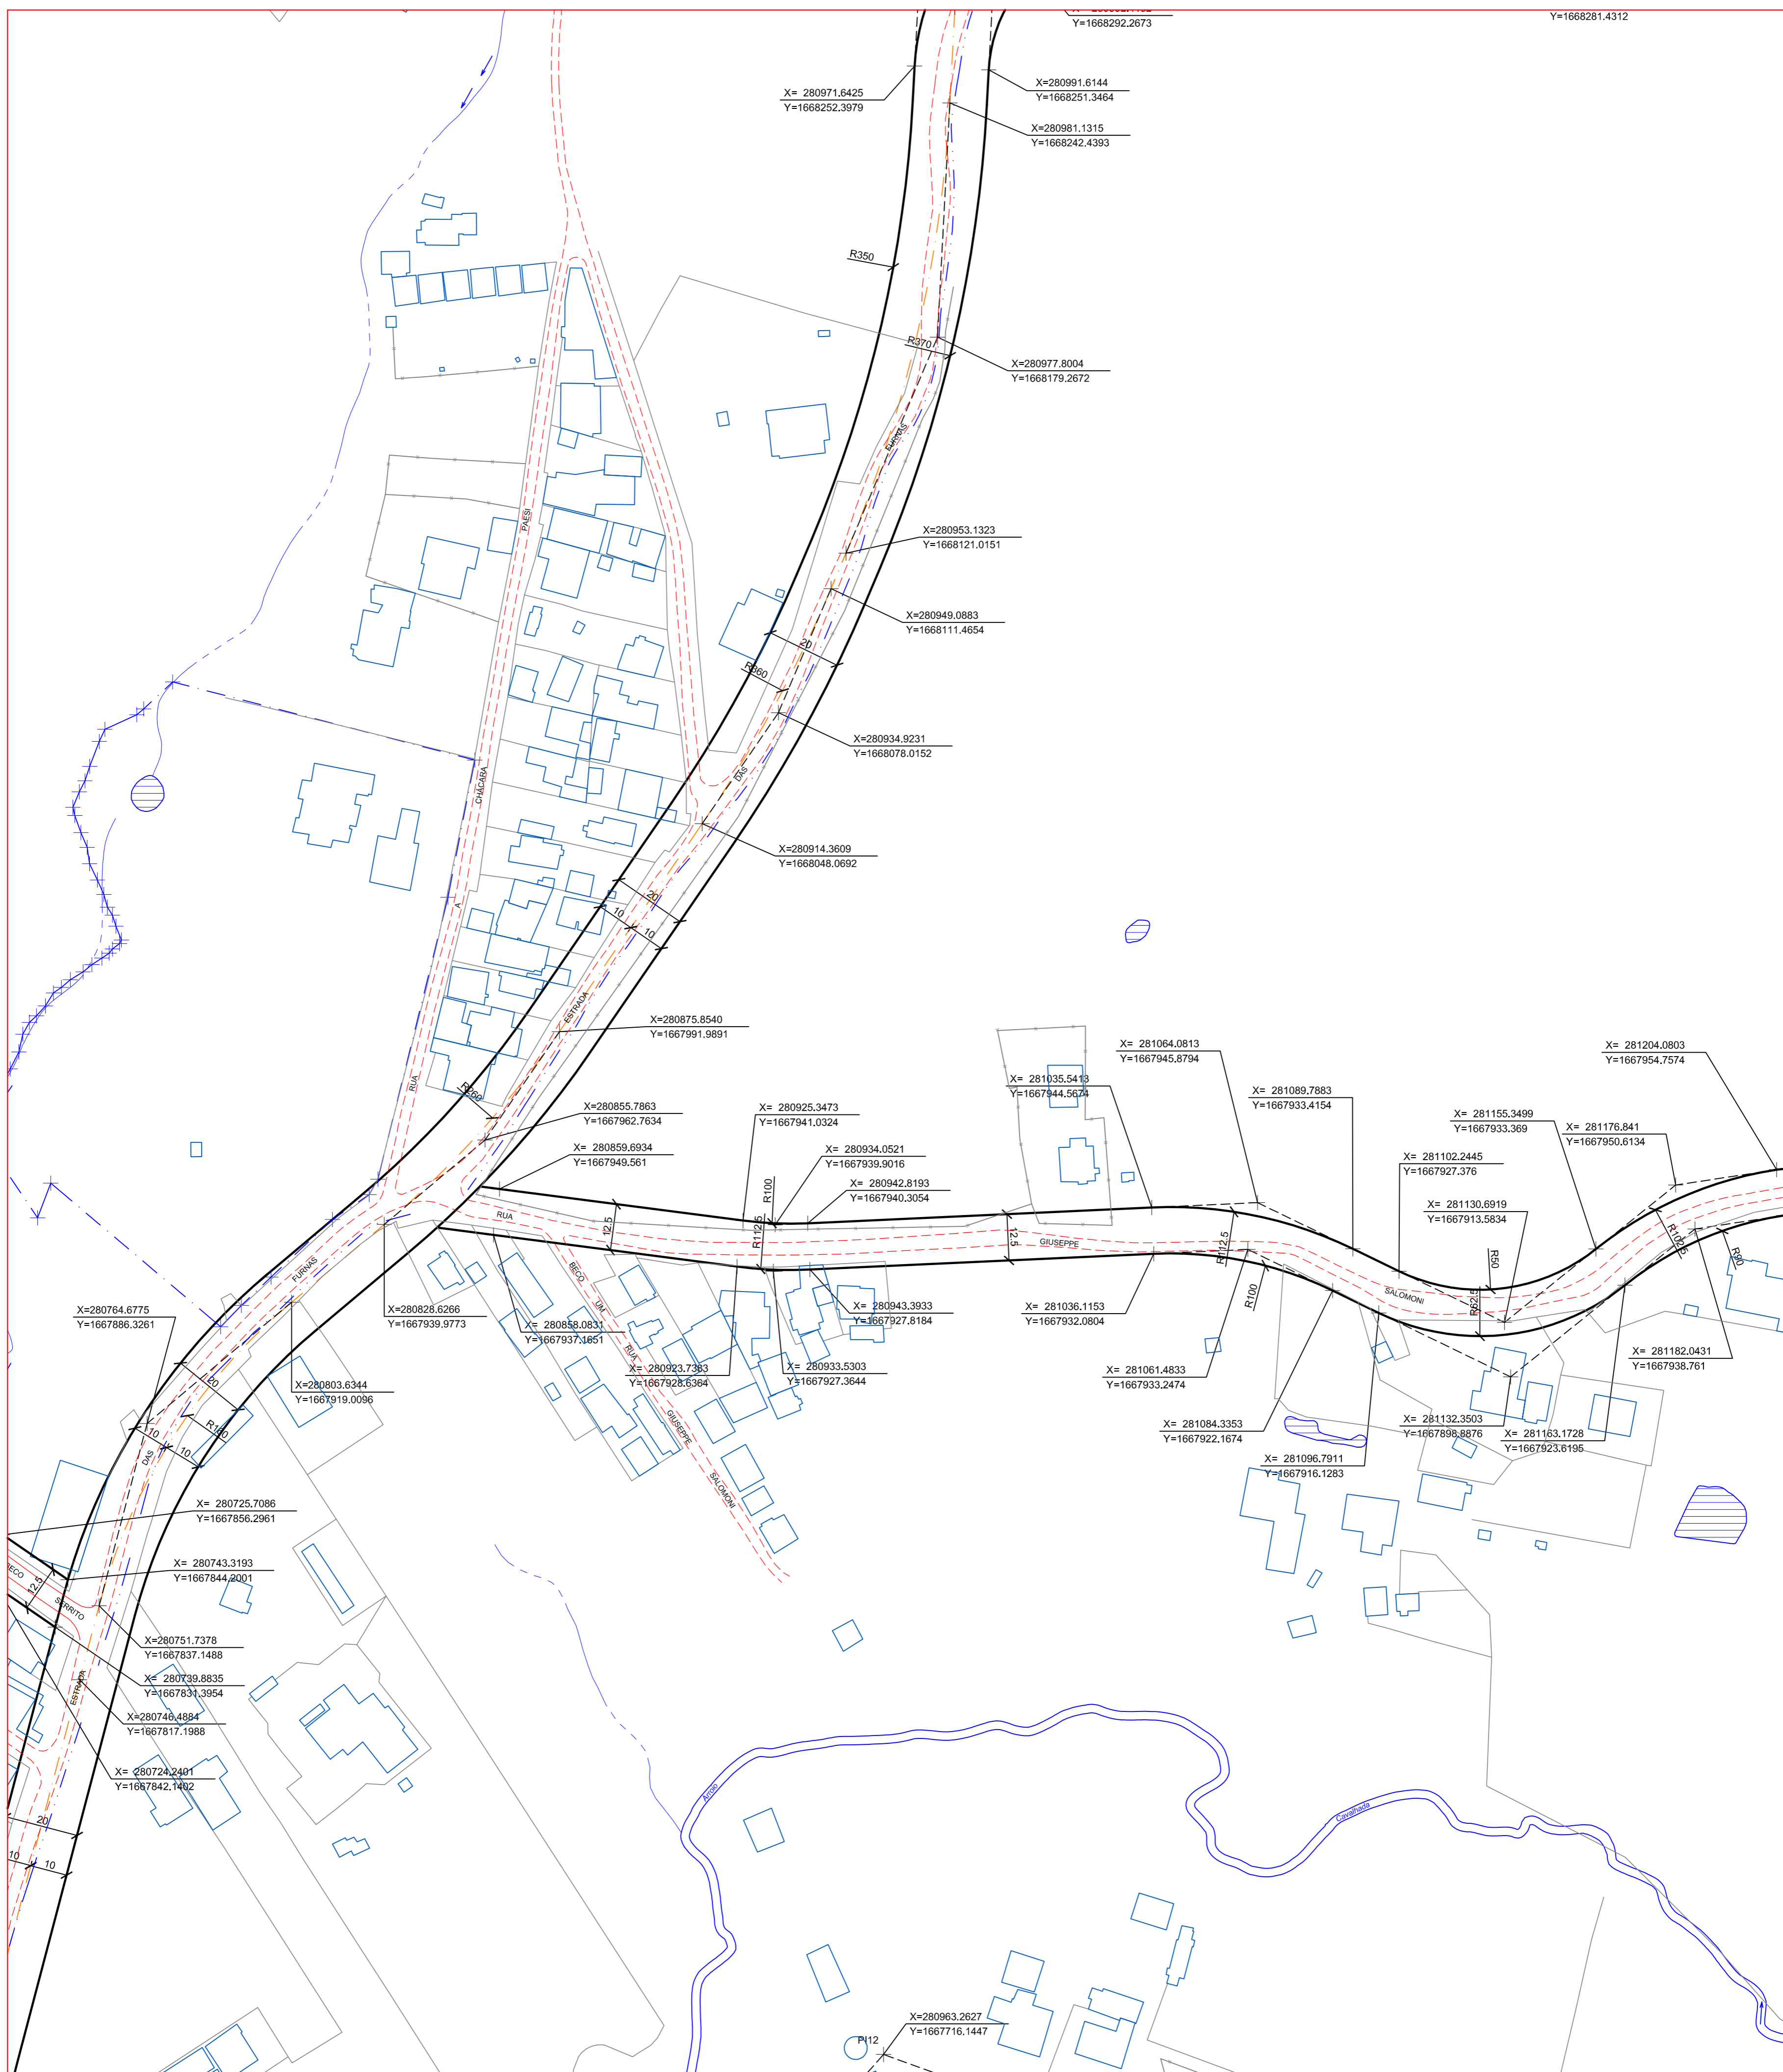 Y=1668292.2673
Y=1668281.4312
X= 280971.6425
Y=1668252.3979
X=280991.6144
Y=1668251.3464
X=280981.1315
Y=1668242.4393
R350
R370
X=280977.8004
Y=1668179.2672
FURNAS
PAESI
X=280953.1323
Y=1668121.0151
X=280949.0883
Y=1668111.4654
20
R360
X=280934.9231
Y=1668078.0152
DAS
CHÁCARA
X=280914.3609
Y=1668048.0692
A
20
10
10
ESTRADA
X=280875.8540
Y=1667991.9891
RUA
R260
X=280855.7863
Y=1667962.7634
X= 280859.6934
Y=1667949.561
X= 280925.3473
Y=1667941.0324
X= 280934.0521
Y=1667939.9016
X= 280942.8193
Y=1667940.3054
X= 281035.5413
Y=1667944.5674
X= 281064.0813
Y=1667945.8794
X= 281089.7883
Y=1667933.4154
X= 281204.0803
Y=1667954.7574
X= 281155.3499
Y=1667933.369
X= 281176.841
Y=1667950.6134
X= 281102.2445
Y=1667927.376
X= 281130.6919
Y=1667913.5834
R100
R112.5
12.5
RUA
12.5
GIUSEPPE
R112.5
R100
SALOMONI
R50
R62.5
R102.5
R90
FURNAS
BECO
UM
RUA
GIUSEPPE
SALOMONI
X=280764.6775
Y=1667886.3261
X=280828.6266
Y=1667939.9773
X= 280858.0831
Y=1667937.1651
X= 280943.3933
Y=1667927.8184
X= 281036.1153
Y=1667932.0804
X= 280923.7383
Y=1667928.6364
X= 280933.5303
Y=1667927.3644
X= 281061.4833
Y=1667933.2474
X= 281182.0431
Y=1667938.761
X=280803.6344
Y=1667919.0096
20
R180
10
10
DAS
X= 281084.3353
Y=1667922.1674
X= 281132.3503
Y=1667898.8876
X= 281163.1728
Y=1667923.6195
X= 281096.7911
Y=1667916.1283
X= 280725.7086
Y=1667856.2961
X= 280743.3193
Y=1667844.2001
BECO
12.5
SERRITO
X=280751.7378
Y=1667837.1488
X= 280739.8835
Y=1667831.3954
ESTRADA
X=280746.4884
Y=1667817.1988
X= 280724.2401
Y=1667842.1402
20
10
10
Arroio
Cavalhada
X=280963.2627
Y=1667716.1447
PI12